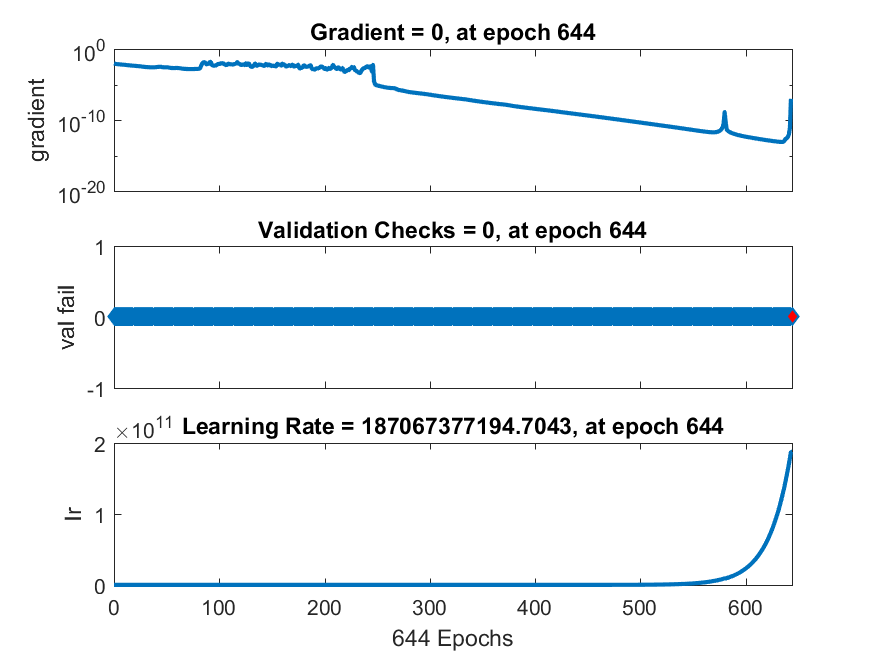 Gradient = 0, at epoch 644
10^0
10^-10
10^-20
gradient
Validation Checks = 0, at epoch 644
1
0
-1
val fail
×10^11 Learning Rate = 187067377194.7043, at epoch 644
2
1
0
lr
0 100 200 300 400 500 600
644 Epochs